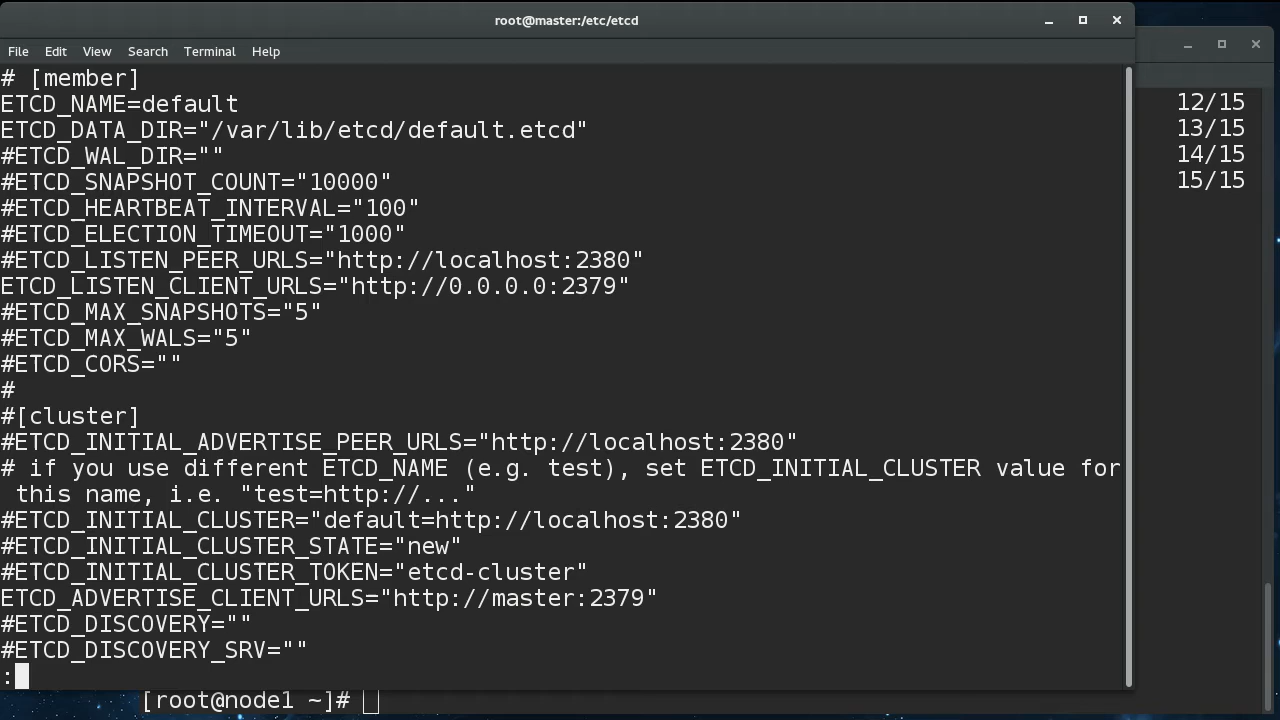 root@master:/etc/etcd
File Edit View Search Terminal Help
# [member]
ETCD_NAME=default
ETCD_DATA_DIR="/var/lib/etcd/default.etcd"
#ETCD_WAL_DIR=""
#ETCD_SNAPSHOT_COUNT="10000"
#ETCD_HEARTBEAT_INTERVAL="100"
#ETCD_ELECTION_TIMEOUT="1000"
#ETCD_LISTEN_PEER_URLS="http://localhost:2380"
ETCD_LISTEN_CLIENT_URLS="http://0.0.0.0:2379"
#ETCD_MAX_SNAPSHOTS="5"
#ETCD_MAX_WALS="5"
#ETCD_CORS=""
#
#[cluster]
#ETCD_INITIAL_ADVERTISE_PEER_URLS="http://localhost:2380"
# if you use different ETCD_NAME (e.g. test), set ETCD_INITIAL_CLUSTER value for
this name, i.e. "test=http://..."
#ETCD_INITIAL_CLUSTER="default=http://localhost:2380"
#ETCD_INITIAL_CLUSTER_STATE="new"
#ETCD_INITIAL_CLUSTER_TOKEN="etcd-cluster"
ETCD_ADVERTISE_CLIENT_URLS="http://master:2379"
#ETCD_DISCOVERY=""
#ETCD_DISCOVERY_SRV=""
:
12/15
13/15
14/15
15/15
[root@node1 ~]#